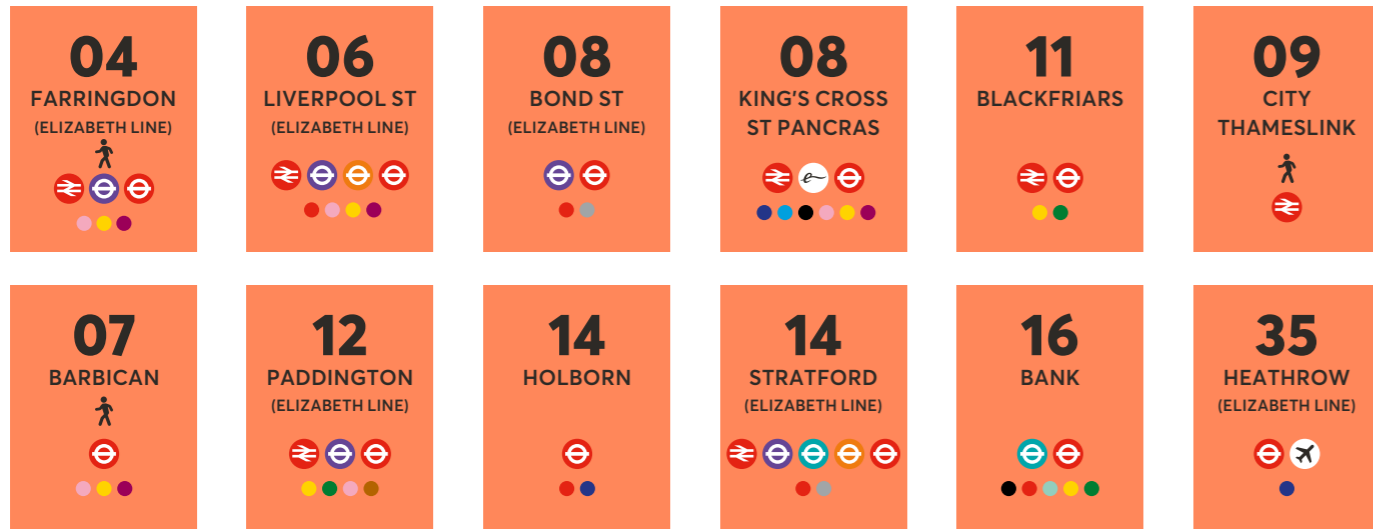 04
FARRINGDON
(ELIZABETH LINE)
06
LIVERPOOL ST
(ELIZABETH LINE)
08
BOND ST
(ELIZABETH LINE)
08
KING'S CROSS
ST PANCRAS
e
11
BLACKFRIARS
09
CITY
THAMESLINK
07
BARBICAN
12
PADDINGTON
(ELIZABETH LINE)
14
HOLBORN
14
STRATFORD
(ELIZABETH LINE)
16
BANK
35
HEATHROW
(ELIZABETH LINE)